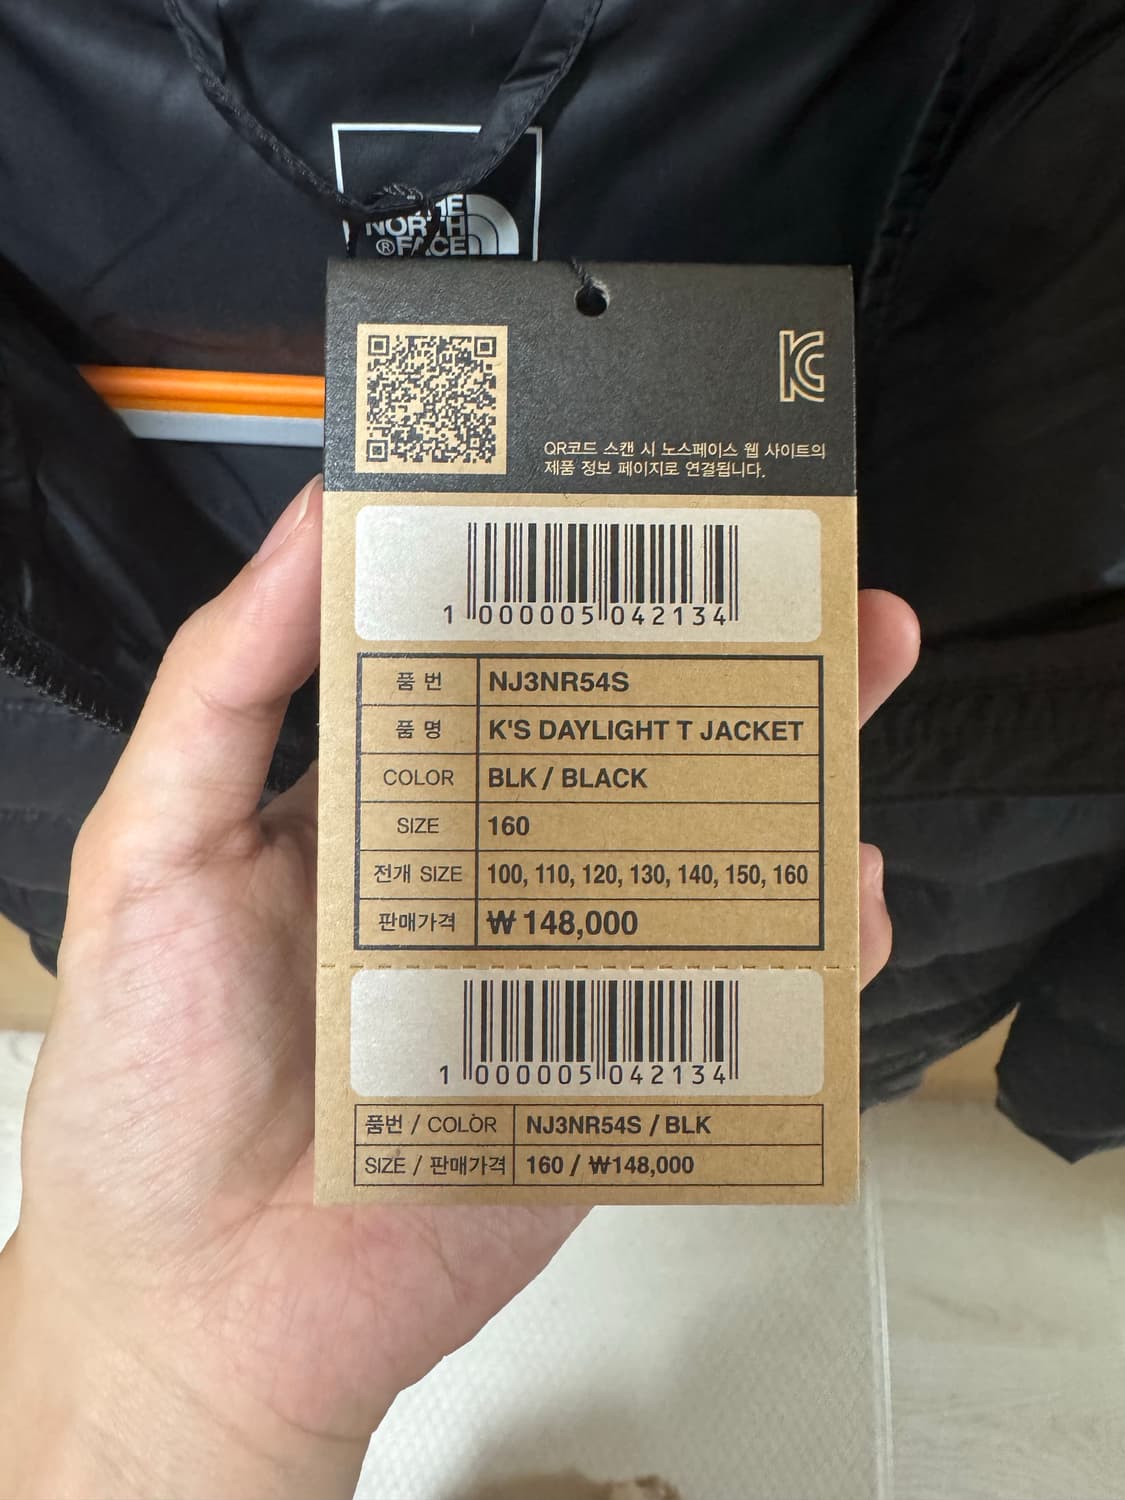 THE
NORTH
®FACE
KC
QR코드 스캔 시 노스페이스 웹 사이트의
제품 정보 페이지로 연결됩니다.
1 000005 042134
품 번 NJ3NR54S
품 명 K'S DAYLIGHT T JACKET
COLOR BLK / BLACK
SIZE 160
전개 SIZE 100, 110, 120, 130, 140, 150, 160
판매가격 ₩ 148,000
1 000005 042134
품번 / COLOR NJ3NR54S / BLK
SIZE / 판매가격 160 / ₩148,000